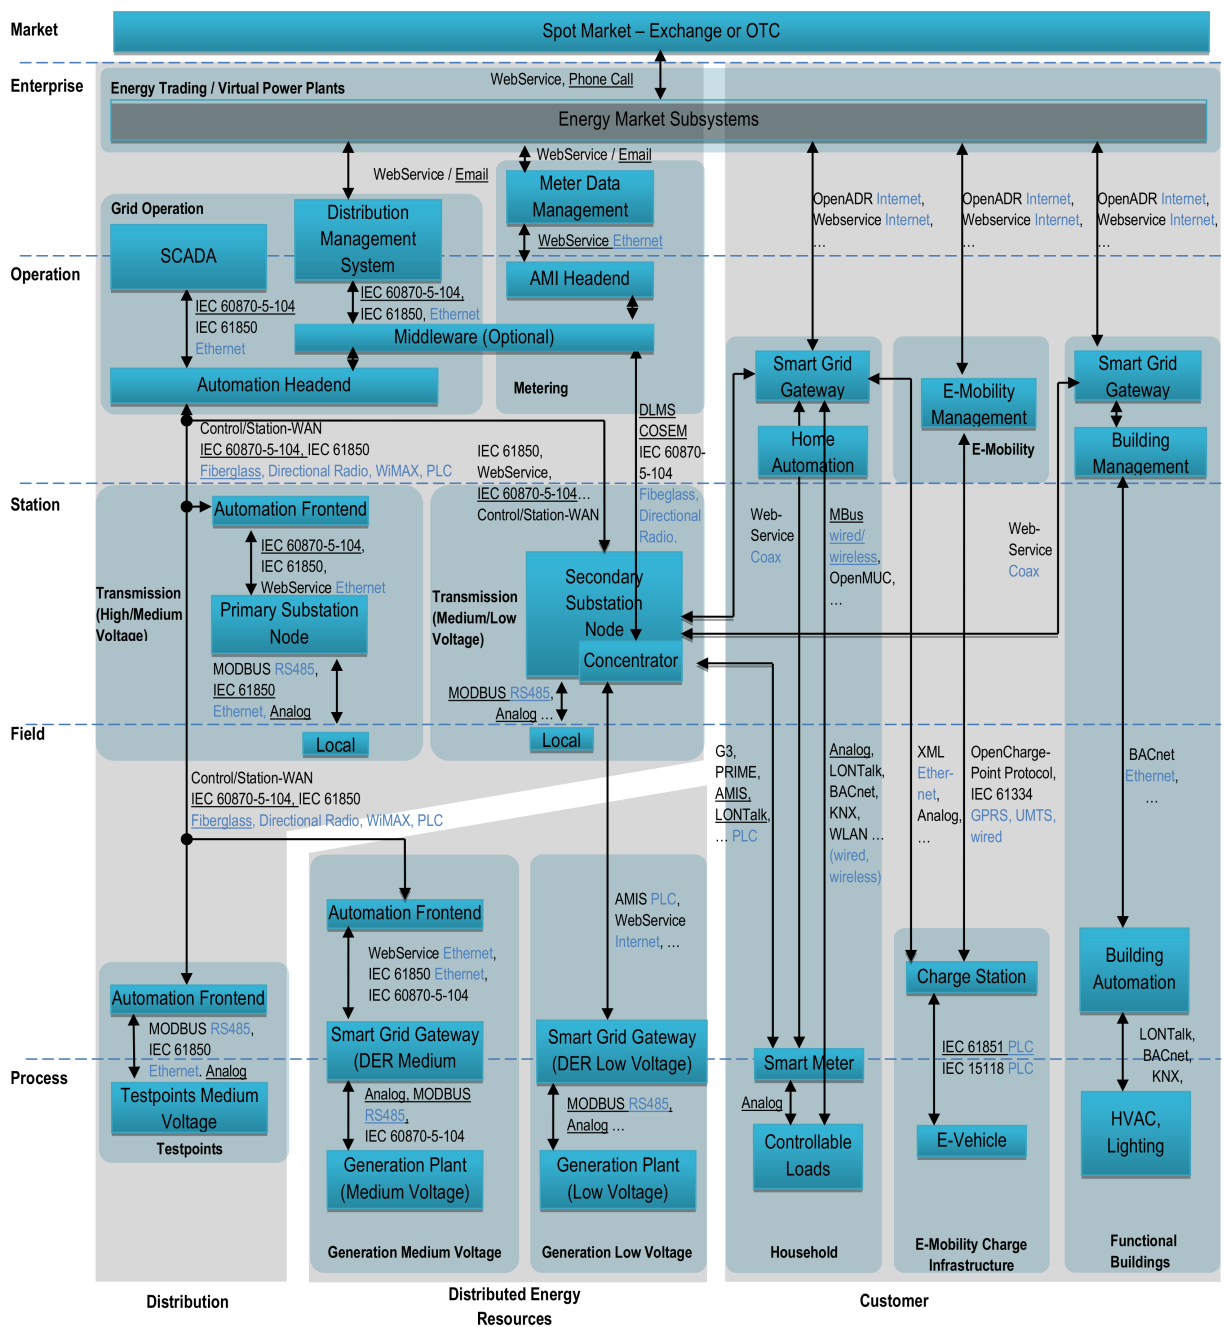 Market
Spot Market – Exchange or OTC
WebService, Phone Call
Enterprise
Energy Trading / Virtual Power Plants
Energy Market Subsystems
WebService / Email
WebService / Email
Grid Operation
SCADA
Distribution
Management
System
Meter Data
Management
WebService Ethernet
OpenADR Internet,
Webservice Internet,
...
OpenADR Internet,
Webservice Internet,
...
OpenADR Internet,
Webservice Internet,
...
Operation
AMI Headend
IEC 60870-5-104
IEC 61850
Ethernet
IEC 60870-5-104,
IEC 61850, Ethernet
Middleware (Optional)
Automation Headend
Metering
Smart Grid
Gateway
Home
Automation
E-Mobility
Management
E-Mobility
Smart Grid
Gateway
Building
Management
Control/Station-WAN
IEC 60870-5-104, IEC 61850
Fiberglass, Directional Radio, WiMAX, PLC
IEC 61850,
WebService,
IEC 60870-5-104...
Control/Station-WAN
DLMS
COSEM
IEC 60870-
5-104
Fibeglass,
Directional
Radio,
Station
Automation Frontend
IEC 60870-5-104,
IEC 61850,
WebService Ethernet
Transmission
(High/Medium
Voltage)
Primary Substation
Node
MODBUS RS485,
IEC 61850
Ethernet, Analog
Local
Transmission
(Medium/Low
Voltage)
Secondary
Substation
Node
Concentrator
MODBUS RS485,
Analog ...
Local
Web-
Service
Coax
MBus
wired/
wireless,
OpenMUC,
...
Web-
Service
Coax
Field
Control/Station-WAN
IEC 60870-5-104, IEC 61850
Fiberglass, Directional Radio, WiMAX, PLC
G3,
PRIME,
AMIS,
LONTalk,
... PLC
Analog,
LONTalk,
BACnet,
KNX,
WLAN ...
(wired,
wireless)
XML
Ether-
net,
Analog,
...
OpenCharge-
Point Protocol,
IEC 61334
GPRS, UMTS,
wired
BACnet
Ethernet,
...
Automation Frontend
WebService Ethernet,
IEC 61850 Ethernet,
IEC 60870-5-104
AMIS PLC,
WebService
Internet, ...
Automation Frontend
MODBUS RS485,
IEC 61850
Ethernet. Analog
Smart Grid Gateway
(DER Medium
Smart Grid Gateway
(DER Low Voltage)
Charge Station
Building
Automation
IEC 61851 PLC
IEC 15118 PLC
LONTalk,
BACnet,
KNX,
Process
Testpoints Medium
Voltage
Testpoints
Analog, MODBUS
RS485,
IEC 60870-5-104
MODBUS RS485,
Analog ...
Smart Meter
Analog
Controllable
Loads
E-Vehicle
HVAC,
Lighting
Generation Plant
(Medium Voltage)
Generation Plant
(Low Voltage)
Generation Medium Voltage
Generation Low Voltage
Household
E-Mobility Charge
Infrastructure
Functional
Buildings
Distribution
Distributed Energy
Resources
Customer